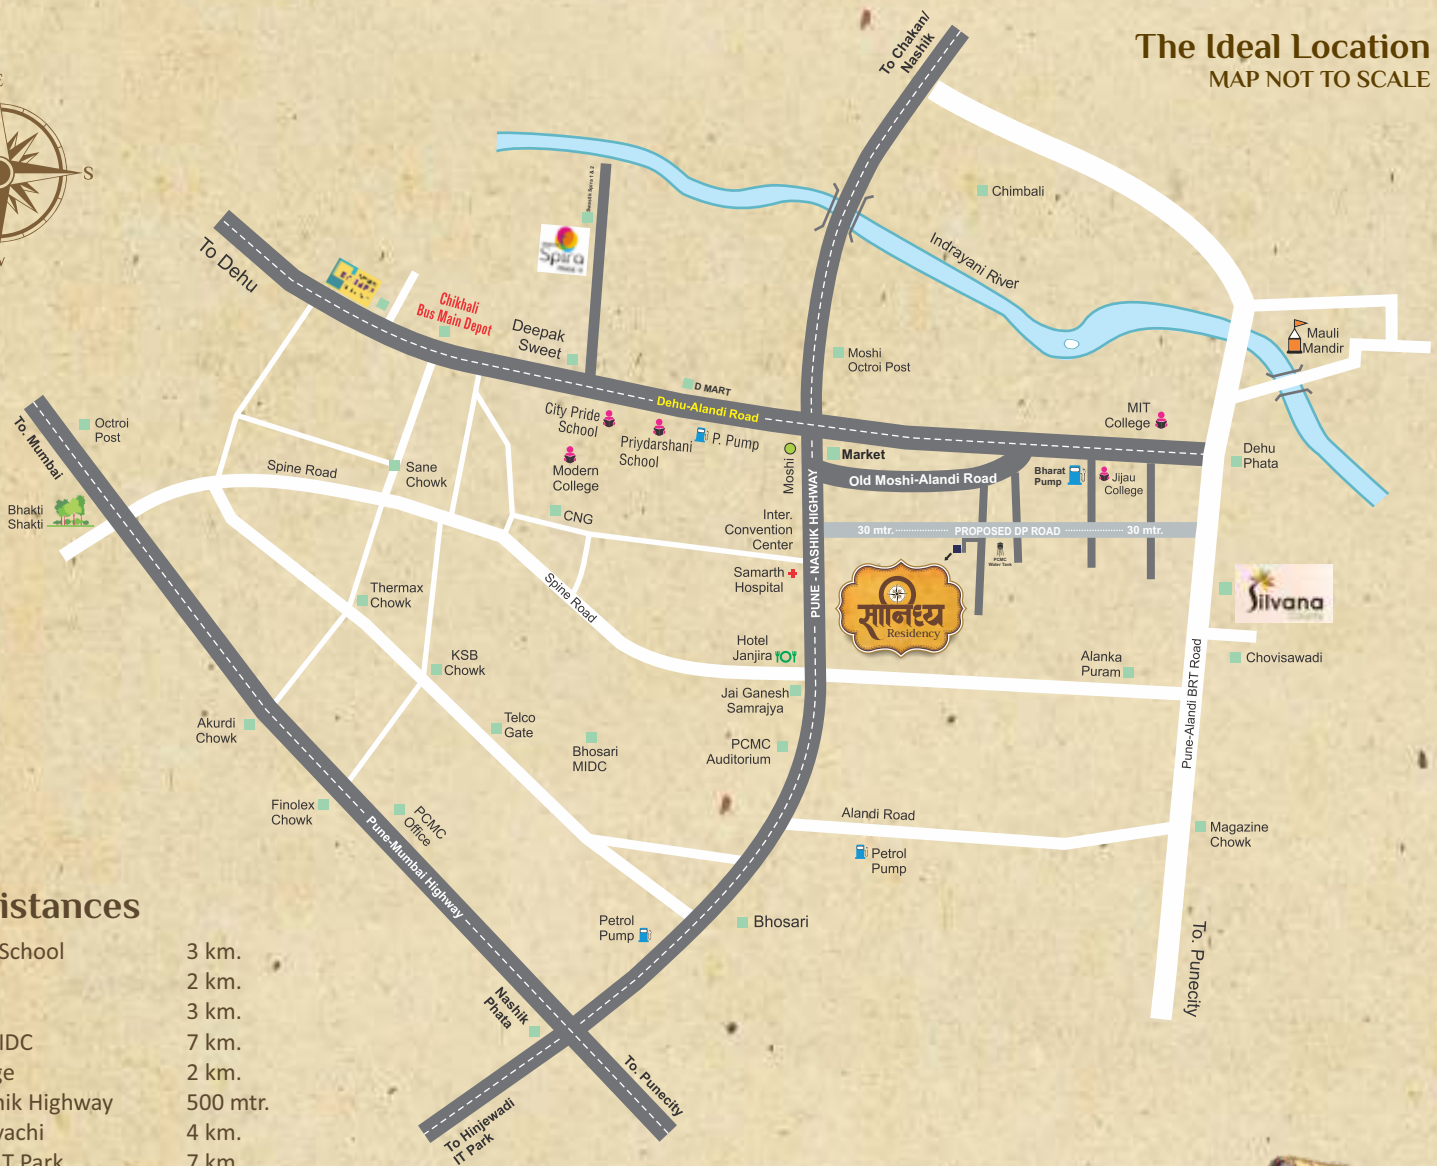 The Ideal Location
MAP NOT TO SCALE
E
S
To Chakan/
Nashik
Chimbali
Indrayani River
To Dehu
Spira
Chikhali
Bus Main Depot
Deepak
Sweet
Moshi
Octroi Post
Mauli
Mandir
D MART
Dehu-Alandi Road
MIT
College
To. Mumbai
Octroi
Post
City Pride
School
Priydarshani
School
P. Pump
Modern
College
Moshi
Market
Old Moshi-Alandi Road
Bharat
Pump
Jijau
College
Dehu
Phata
Spine Road
Sane
Chowk
Bhakti
Shakti
CNG
Inter.
Convention
Center
PUNE - NASHIK HIGHWAY
30 mtr.
PROPOSED DP ROAD
30 mtr.
PCMC
Water Tank
Samarth
Hospital
सानिध्य
Residency
Silvana
Thermax
Chowk
Spine Road
Hotel
Janjira
KSB
Chowk
Alanka
Puram
Chovisawadi
Pune-Alandi BRT Road
Jai Ganesh
Samrajya
Akurdi
Chowk
Telco
Gate
Bhosari
MIDC
PCMC
Auditorium
Finolex
Chowk
PCMC
Office
Pune-Mumbai Highway
Alandi Road
Petrol
Pump
Magazine
Chowk
Petrol
Pump
Bhosari
To. Punecity
Nashik
Phata
To. Punecity
To Hinjewadi
IT Park
istances
School 3 km.
2 km.
3 km.
IDC 7 km.
ge 2 km.
nik Highway 500 mtr.
vachi 4 km.
T Park 7 km